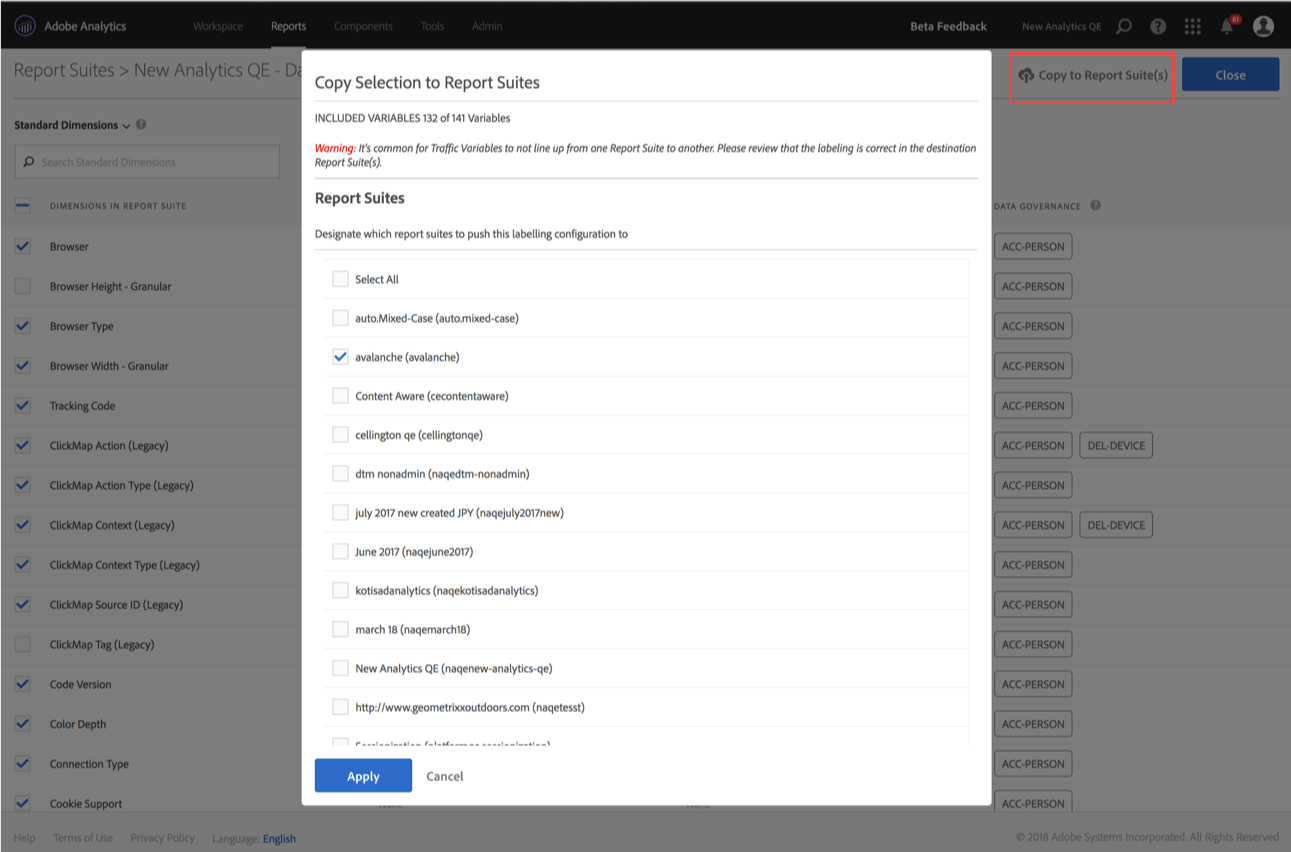 Adobe Analytics
Workspace
Reports
Components
Tools
Admin
Beta Feedback
New Analytics QE
81
Report Suites > New Analytics QE - Da
Copy to Report Suite(s)
Close
Standard Dimensions
Search Standard Dimensions
DIMENSIONS IN REPORT SUITE
DATA GOVERNANCE
Browser
ACC-PERSON
Browser Height - Granular
ACC-PERSON
Browser Type
ACC-PERSON
Browser Width - Granular
ACC-PERSON
Tracking Code
ACC-PERSON
ClickMap Action (Legacy)
ACC-PERSON DEL-DEVICE
ClickMap Action Type (Legacy)
ACC-PERSON
ClickMap Context (Legacy)
ACC-PERSON DEL-DEVICE
ClickMap Context Type (Legacy)
ACC-PERSON
ClickMap Source ID (Legacy)
ACC-PERSON
ClickMap Tag (Legacy)
ACC-PERSON
Code Version
ACC-PERSON
Color Depth
ACC-PERSON
Connection Type
ACC-PERSON
Cookie Support
ACC-PERSON
Copy Selection to Report Suites
INCLUDED VARIABLES 132 of 141 Variables
Warning: It's common for Traffic Variables to not line up from one Report Suite to another. Please review that the labeling is correct in the destination
Report Suite(s).
Report Suites
Designate which report suites to push this labelling configuration to
Select All
auto.Mixed-Case (auto.mixed-case)
avalanche (avalanche)
Content Aware (cecontentaware)
cellington qe (cellingtonqe)
dtm nonadmin (naqedtm-nonadmin)
july 2017 new created JPY (naqejuly2017new)
June 2017 (naqejune2017)
kotisadanalytics (naqekotisadanalytics)
march 18 (naqemarch18)
New Analytics QE (naqenew-analytics-qe)
http://www.geometrixxoutdoors.com (naqetesst)
Apply
Cancel
Help
Terms of Use
Privacy Policy
Language: English
© 2018 Adobe Systems Incorporated. All Rights Reserved